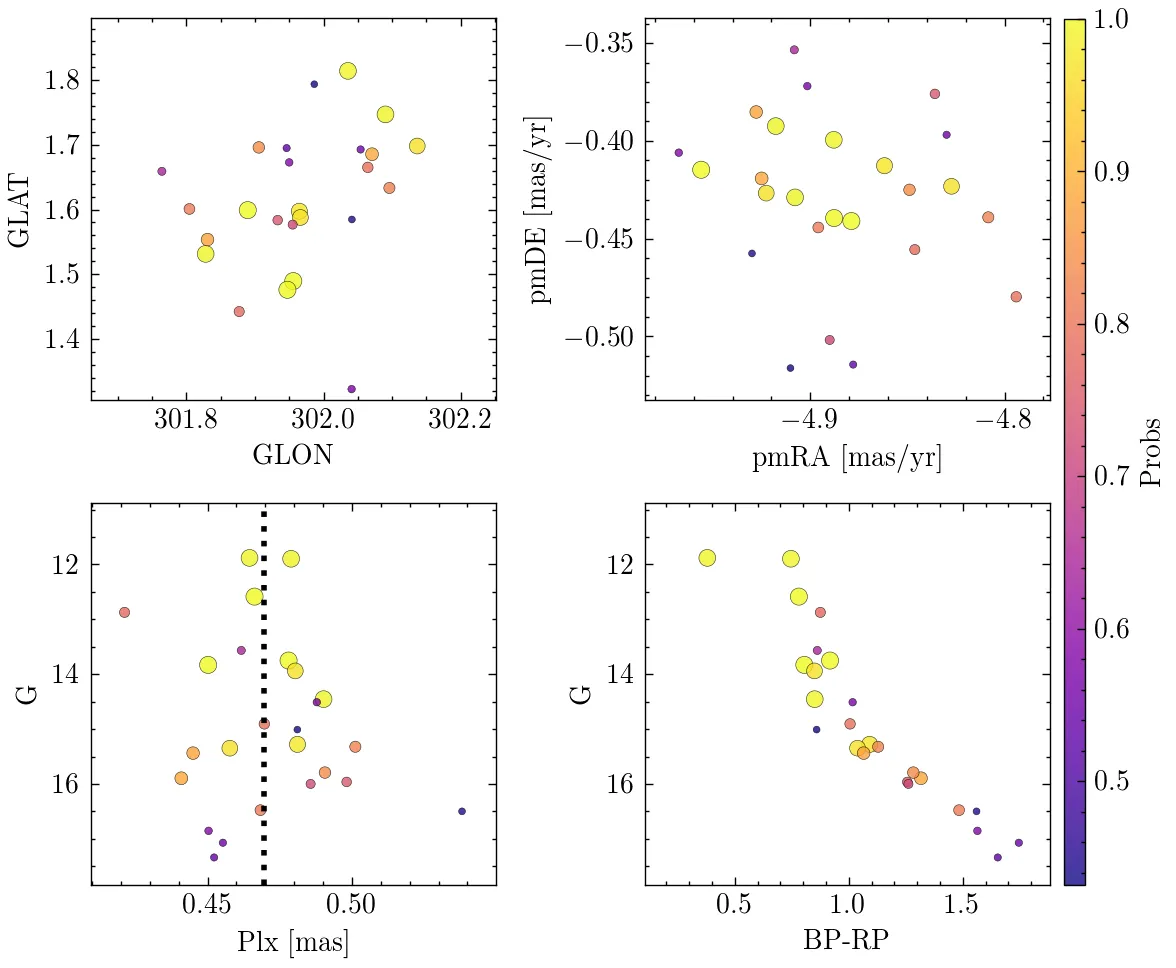 1.8
1.7
1.6
1.5
1.4
GLAT
301.8 302.0 302.2
GLON
−0.35
−0.40
−0.45
−0.50
pmDE [mas/yr]
−4.9 −4.8
pmRA [mas/yr]
12
14
16
G
0.45 0.50
Plx [mas]
12
14
16
G
0.5 1.0 1.5
BP-RP
1.0
0.9
0.8
0.7
0.6
0.5
Probs